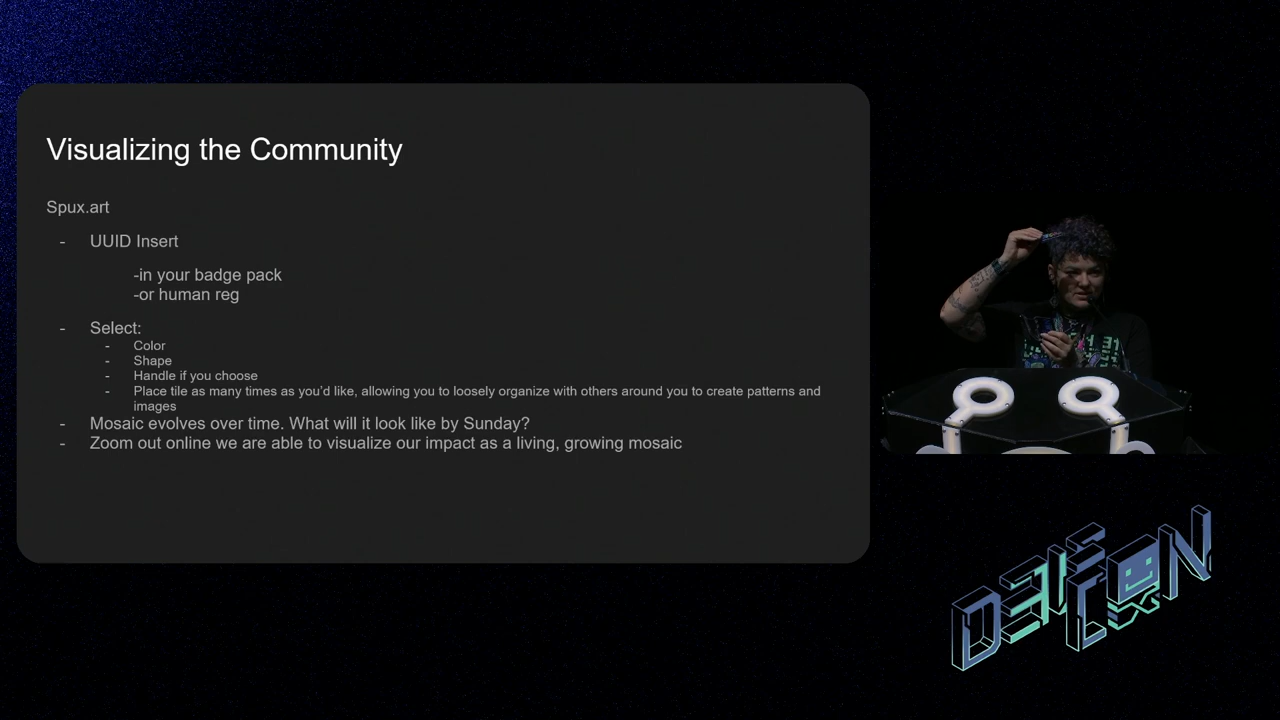 Visualizing the Community
Spux.art
- UUID Insert
-in your badge pack
-or human reg
- Select:
- Color
- Shape
- Handle if you choose
- Place tile as many times as you'd like, allowing you to loosely organize with others around you to create patterns and
images
- Mosaic evolves over time. What will it look like by Sunday?
- Zoom out online we are able to visualize our impact as a living, growing mosaic
DEF
CON